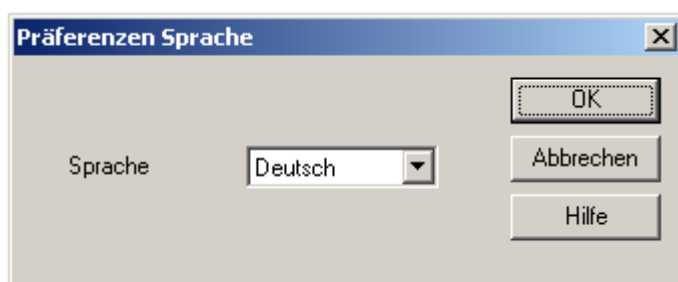 Präferenzen Sprache
OK
Sprache
Deutsch
Abbrechen
Hilfe